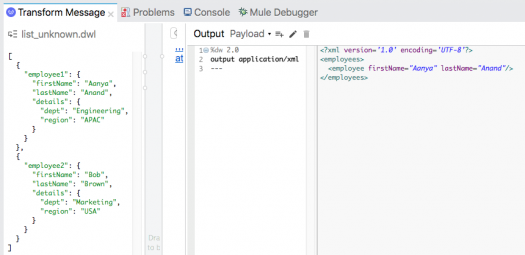 Transform Message
Problems
Console
Mule Debugger
list_unknown.dwl
[
{
"employee1": {
"firstName": "Aanya",
"lastName": "Anand",
"details": {
"dept": "Engineering",
"region": "APAC"
}
}
},
{
"employee2": {
"firstName": "Bob",
"lastName": "Brown",
"details": {
"dept": "Marketing",
"region": "USA"
}
}
}
]
Output Payload
1 %dw 2.0
2 output application/xml
3 ---
<?xml version='1.0' encoding='UTF-8'?>
<employees>
<employee firstName="Aanya" lastName="Anand"/>
</employees>